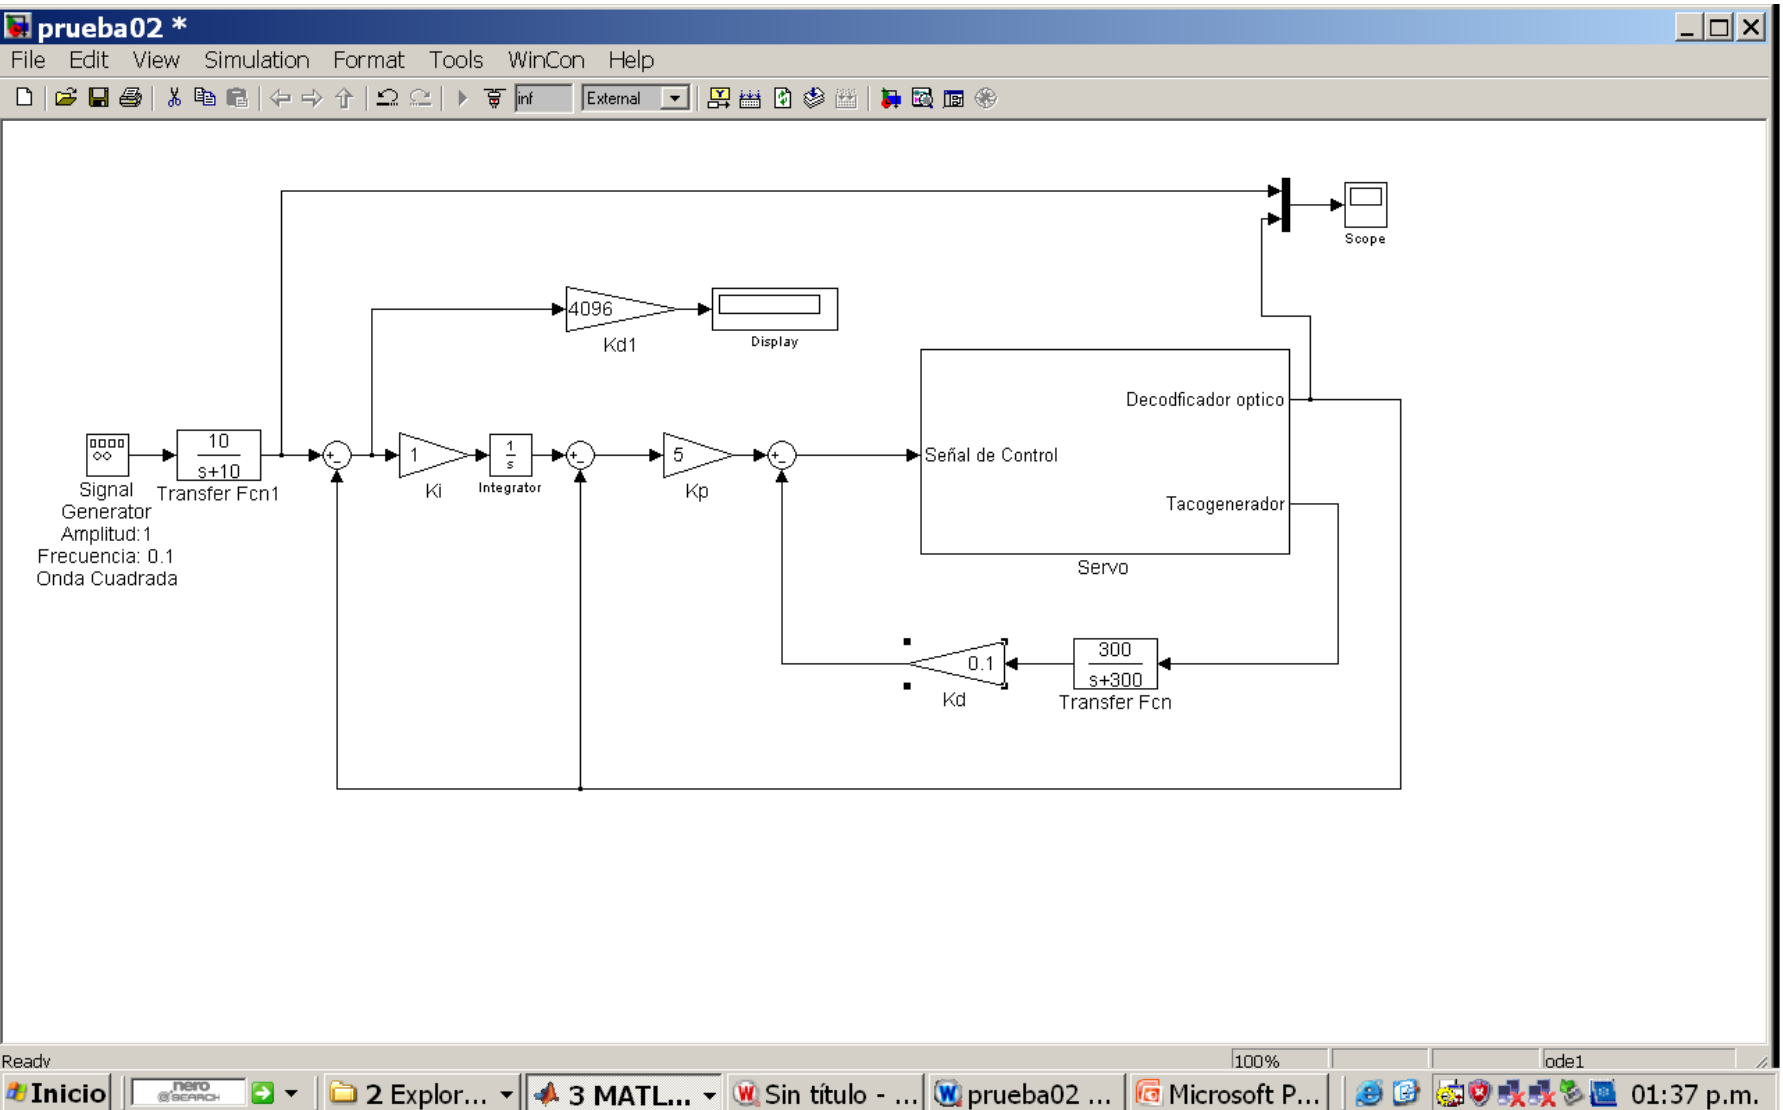 prueba02 *
File Edit View Simulation Format Tools WinCon Help
inf External
Scope
4096
Kd1
Display
Decodficador optico
Señal de Control
Tacogenerador
Servo
10
s+10
Transfer Fcn1
Signal
Generator
Amplitud:1
Frecuencia: 0.1
Onda Cuadrada
+
-
1
Ki
1
s
Integrator
+
-
5
Kp
+
-
0.1
Kd
300
s+300
Transfer Fcn
Ready 100% ode1
Inicio nero SEARCH 2 Explor... 3 MATL... Sin título - ... prueba02 ... Microsoft P... 01:37 p.m.